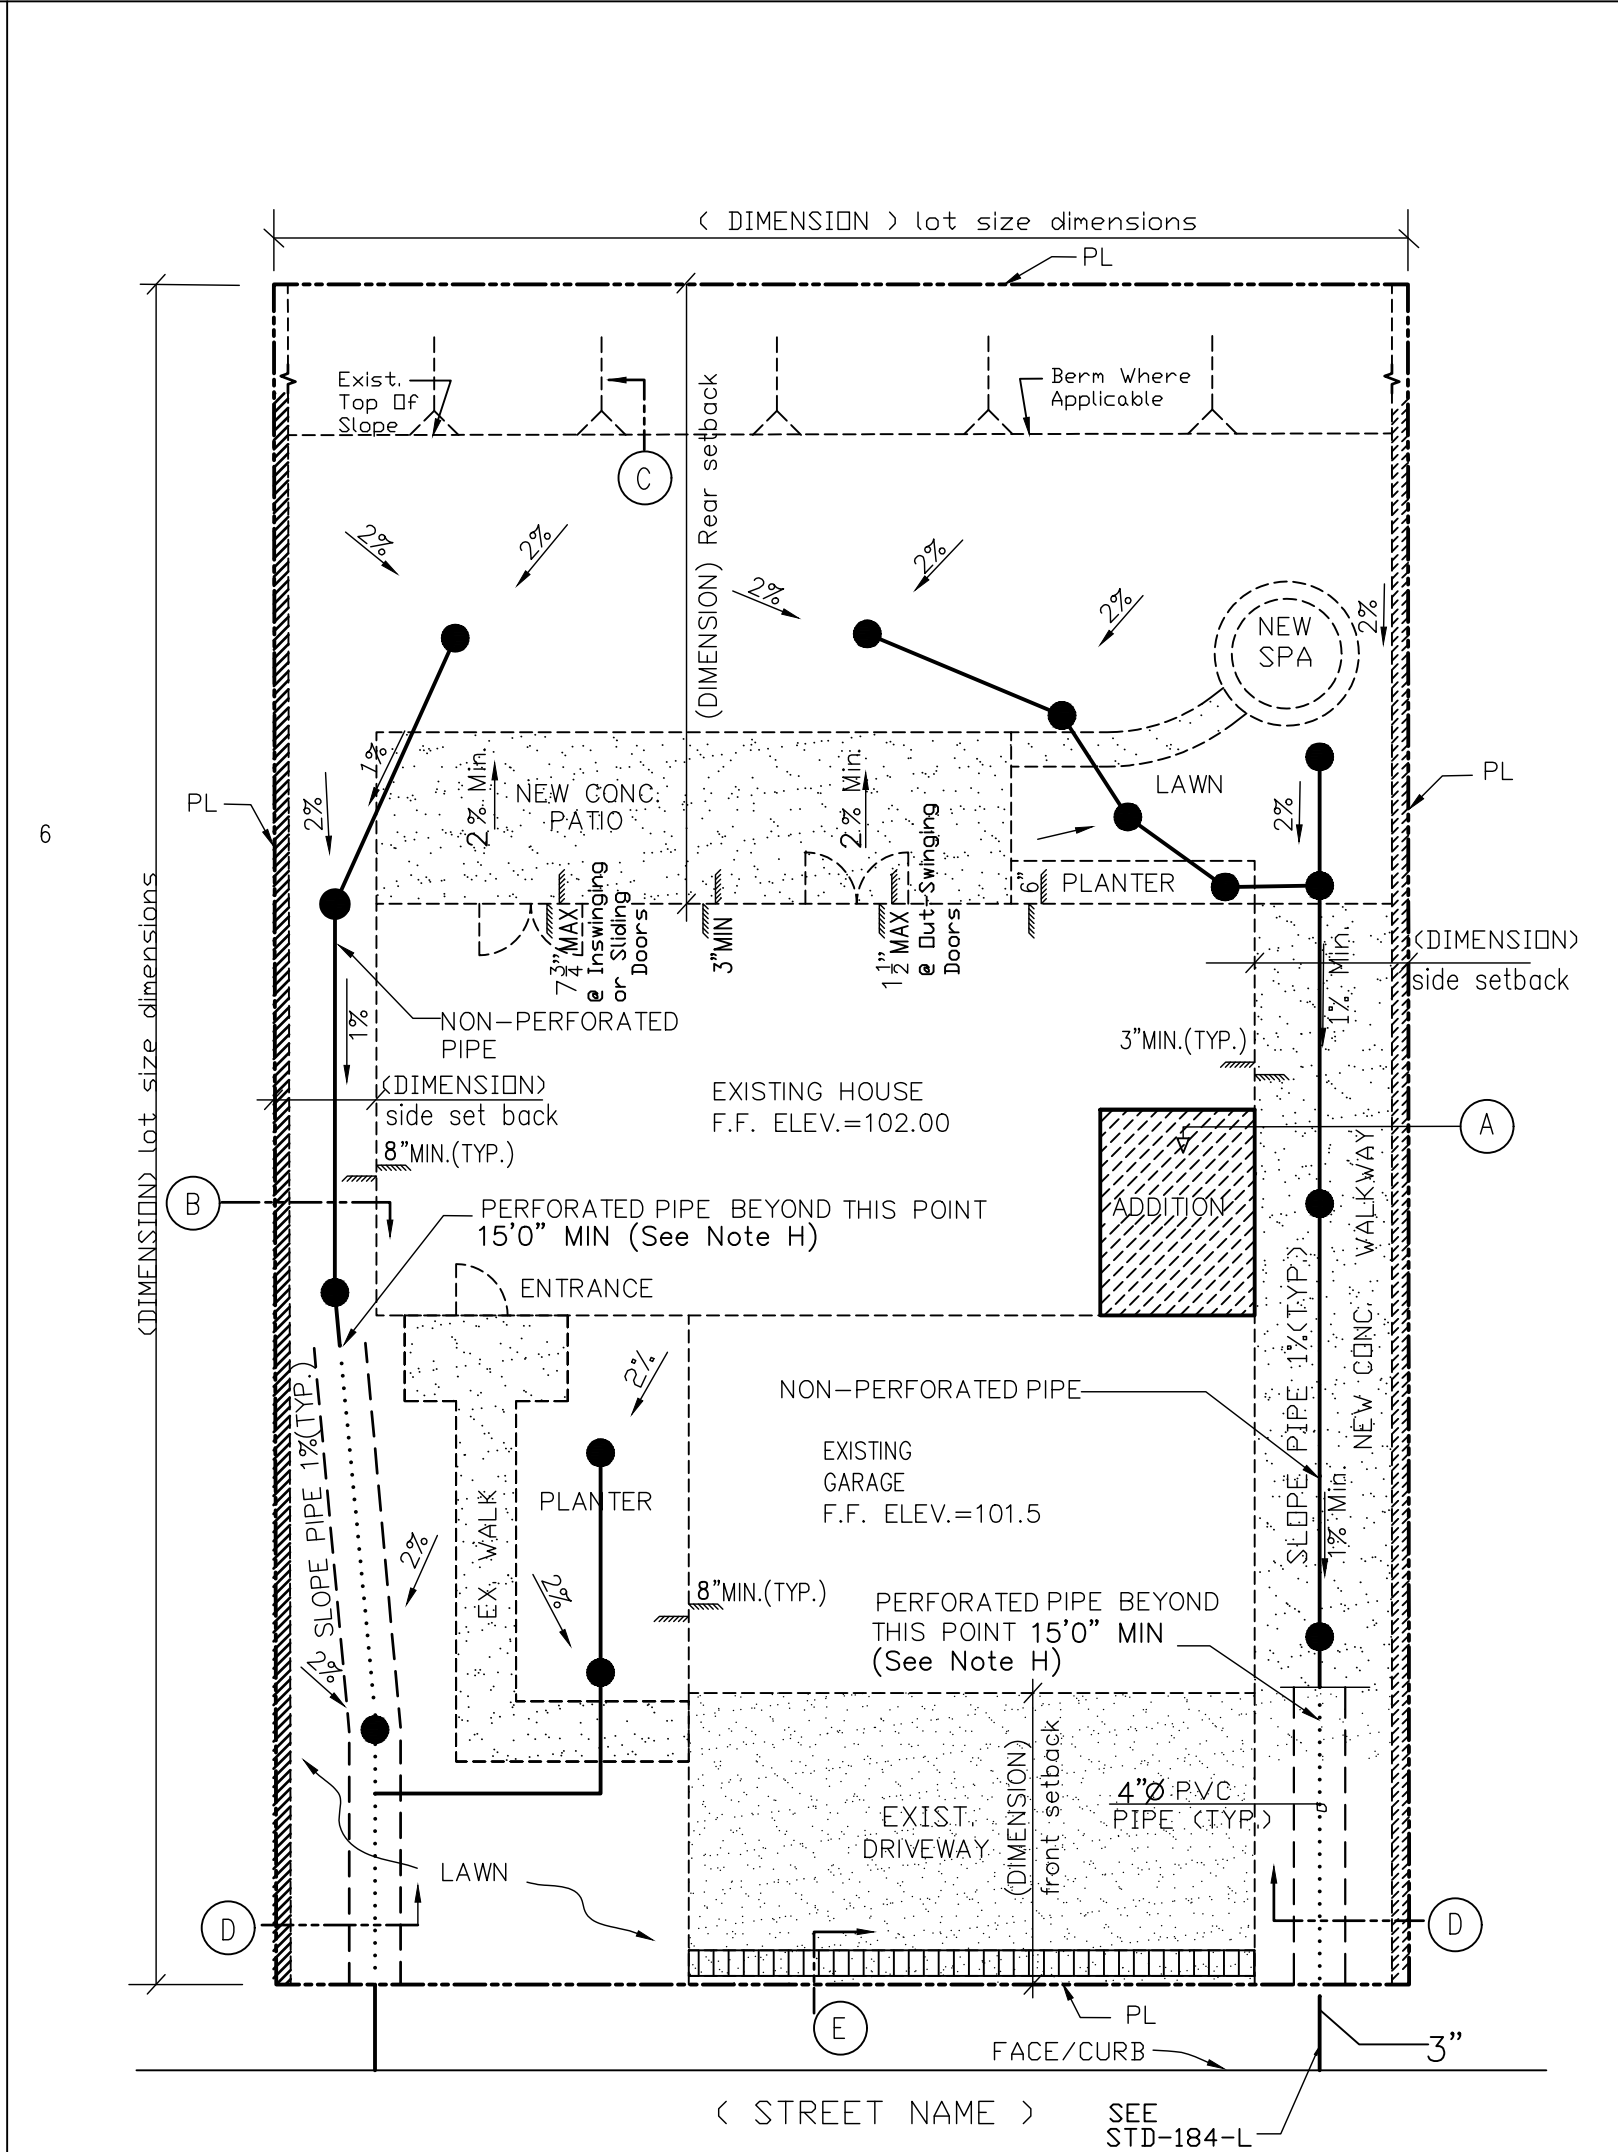 ( DIMENSION ) lot size dimensions
PL
Exist.
Top Of
Slope
Berm Where
Applicable
C
(DIMENSION) Rear setback
2%
2%
2%
2%
2%
2%
NEW
SPA
1%
2%
PL
2% Min.
NEW CONC.
PATIO
2% Min.
LAWN
2%
PL
6
7 3/4" MAX
@ Inswinging
or Sliding
Doors
3"MIN
1 1/2" MAX
@ Out-Swinging
Doors
6"
PLANTER
(DIMENSION)
side setback
1% Min.
(DIMENSION) lot size dimensions
1%
NON-PERFORATED
PIPE
(DIMENSION)
side set back
8"MIN.(TYP.)
EXISTING HOUSE
F.F. ELEV.=102.00
3"MIN.(TYP.)
A
B
PERFORATED PIPE BEYOND THIS POINT
15'0" MIN (See Note H)
ADDITION
ENTRANCE
NEW CONC. WALKWAY
SLOPE PIPE 1%(TYP.)
2%
NON-PERFORATED PIPE
EXISTING
GARAGE
F.F. ELEV.=101.5
1% Min.
SLOPE PIPE 1%(TYP.)
EX. WALK
PLANTER
2%
2%
8"MIN.(TYP.)
PERFORATED PIPE BEYOND
THIS POINT 15'0" MIN
(See Note H)
2%
(DIMENSION)
front setback
4"Ø PVC
PIPE (TYP.)
EXIST.
DRIVEWAY
LAWN
D
D
E
PL
FACE/CURB
3"
( STREET NAME )
SEE
STD-184-L